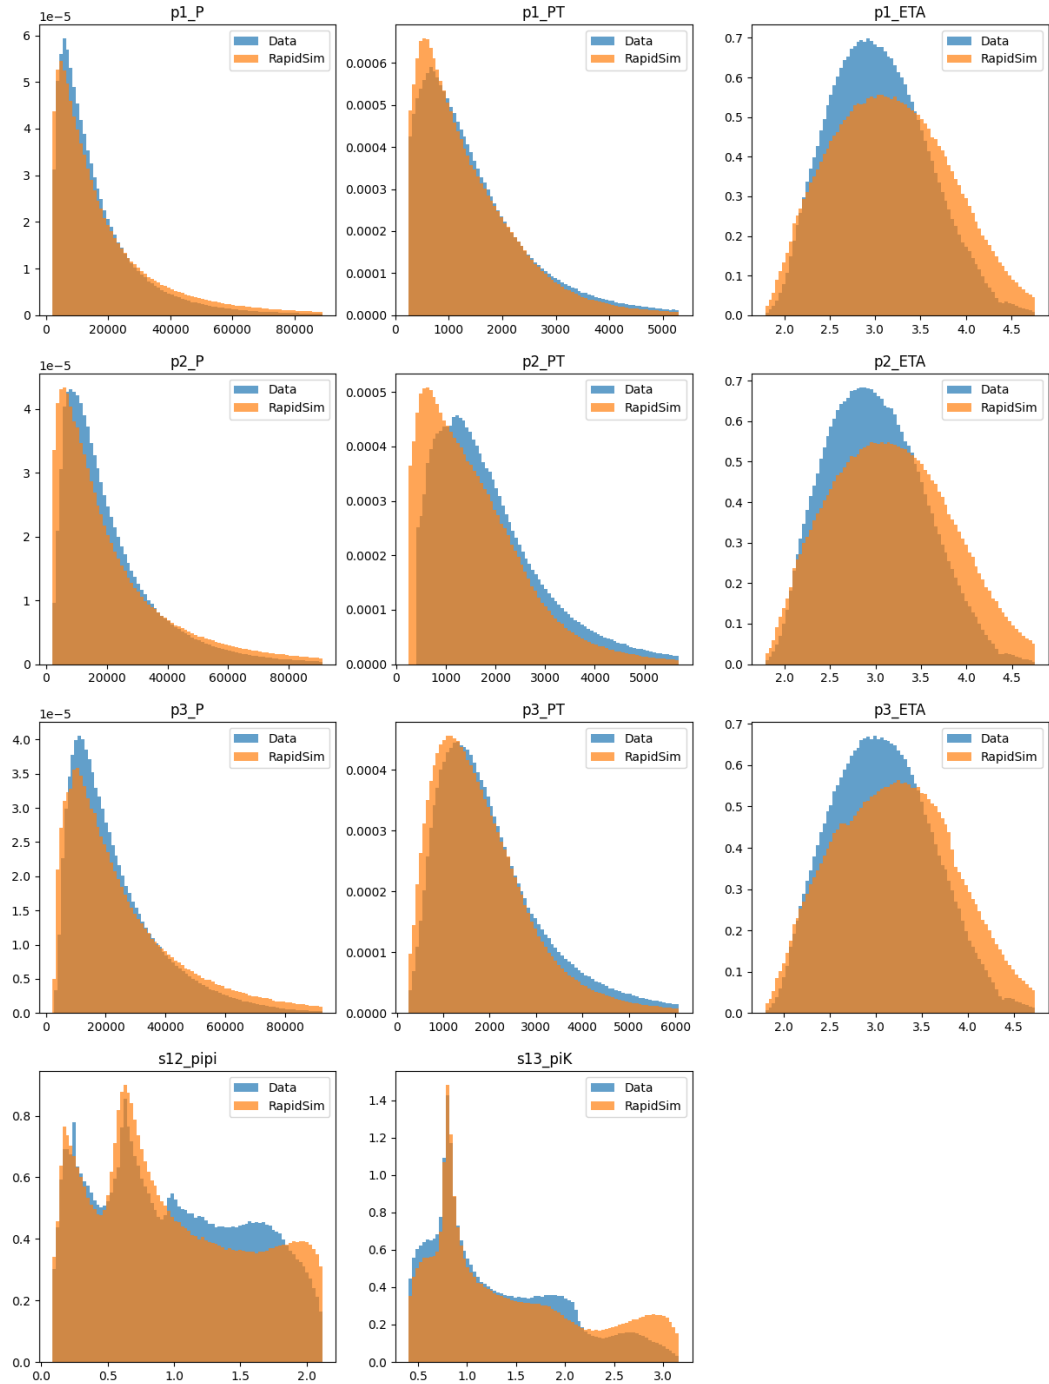 p1_P
1e−5
6
5
4
3
2
1
0
0 20000 40000 60000 80000
Data
RapidSim
p1_PT
0.0006
0.0005
0.0004
0.0003
0.0002
0.0001
0.0000
0 1000 2000 3000 4000 5000
Data
RapidSim
p1_ETA
0.7
0.6
0.5
0.4
0.3
0.2
0.1
0.0
2.0 2.5 3.0 3.5 4.0 4.5
Data
RapidSim
p2_P
1e−5
4
3
2
1
0
0 20000 40000 60000 80000
Data
RapidSim
p2_PT
0.0005
0.0004
0.0003
0.0002
0.0001
0.0000
0 1000 2000 3000 4000 5000
Data
RapidSim
p2_ETA
0.7
0.6
0.5
0.4
0.3
0.2
0.1
0.0
2.0 2.5 3.0 3.5 4.0 4.5
Data
RapidSim
p3_P
1e−5
4.0
3.5
3.0
2.5
2.0
1.5
1.0
0.5
0.0
0 20000 40000 60000 80000
Data
RapidSim
p3_PT
0.0004
0.0003
0.0002
0.0001
0.0000
0 1000 2000 3000 4000 5000 6000
Data
RapidSim
p3_ETA
0.7
0.6
0.5
0.4
0.3
0.2
0.1
0.0
2.0 2.5 3.0 3.5 4.0 4.5
Data
RapidSim
s12_pipi
0.8
0.6
0.4
0.2
0.0
0.0 0.5 1.0 1.5 2.0
Data
RapidSim
s13_piK
1.4
1.2
1.0
0.8
0.6
0.4
0.2
0.0
0.5 1.0 1.5 2.0 2.5 3.0
Data
RapidSim